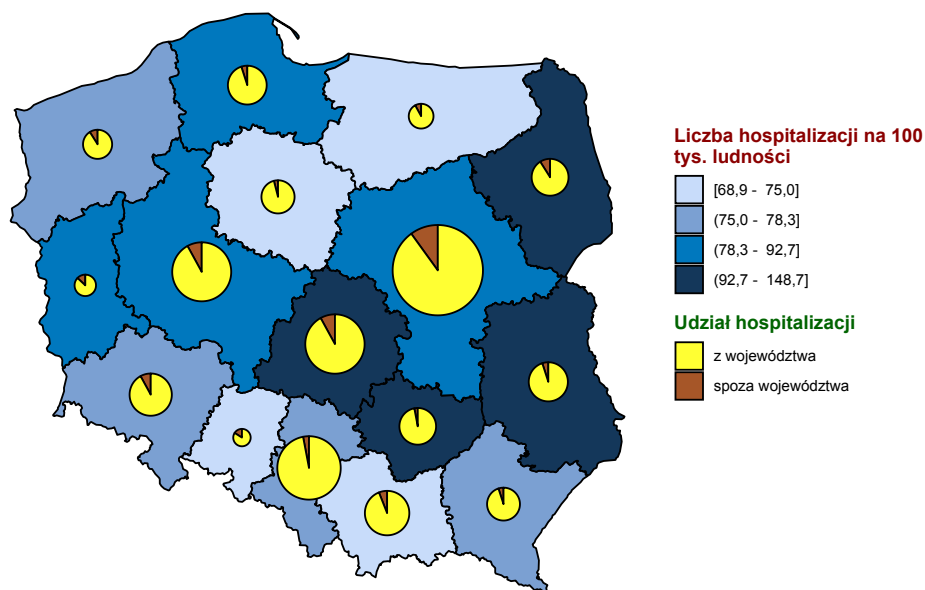 Liczba hospitalizacji na 100
tys. ludności
[68,9 - 75,0]
(75,0 - 78,3]
(78,3 - 92,7]
(92,7 - 148,7]
Udział hospitalizacji
z województwa
spoza województwa